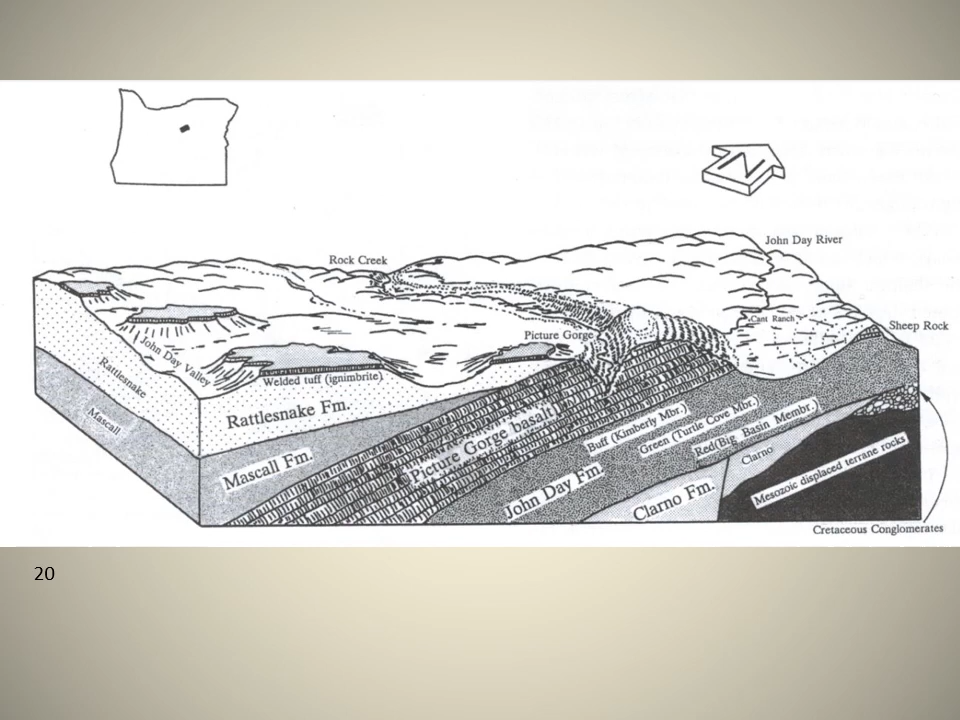 N
John Day River
Rock Creek
Cant Ranch
Sheep Rock
Picture Gorge
John Day Valley
Welded tuff (ignimbrite)
Rattlesnake
Rattlesnake Fm.
Mascall
Mascall Fm.
Picture Gorge basalt
Buff (Kimberly Mbr.)
Green (Turtle Cove Mbr.)
Red(Big Basin Membr.)
John Day Fm.
Clarno
Clarno Fm.
Mesozoic displaced terrane rocks
Cretaceous Conglomerates
20